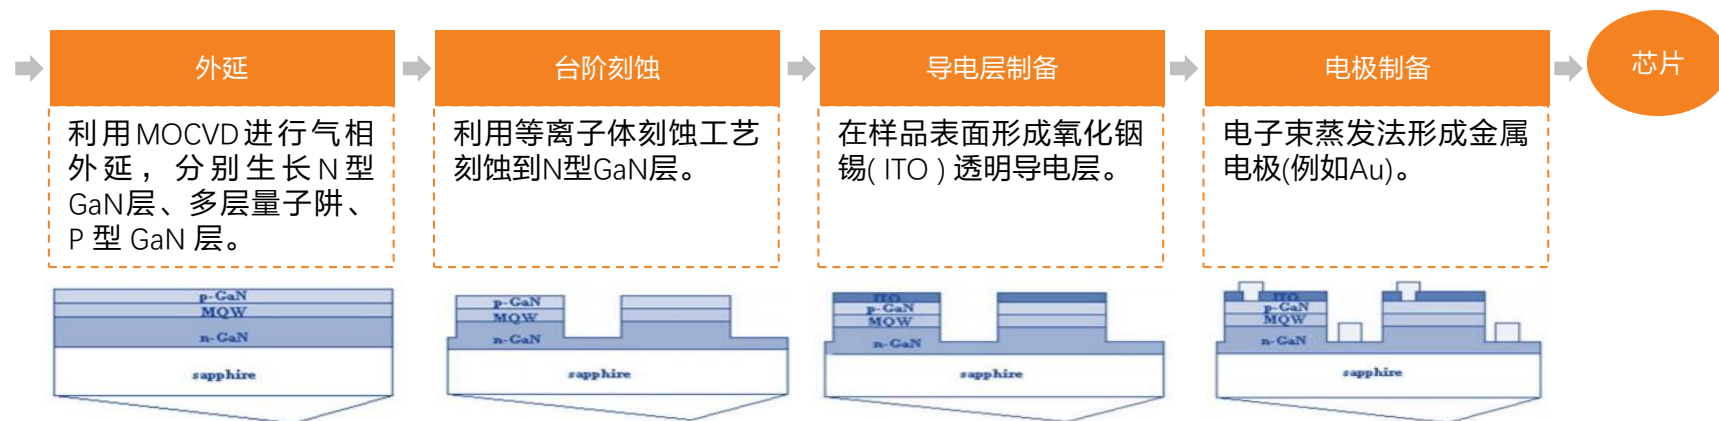 外延
台阶刻蚀
导电层制备
电极制备
芯片
利用MOCVD进行气相
外延，分别生长N型
GaN层、多层量子阱、
P 型 GaN 层。
利用等离子体刻蚀工艺
刻蚀到N型GaN层。
在样品表面形成氧化铟
锡( ITO ) 透明导电层。
电子束蒸发法形成金属
电极(例如Au)。
p-GaN
MQW
n-GaN
sapphire
p-GaN
MQW
n-GaN
sapphire
ITO
p-GaN
MQW
n-GaN
sapphire
ITO
p-GaN
MQW
n-GaN
sapphire